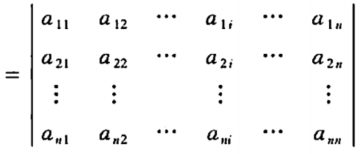 = | a₁₁ a₁₂ ⋯ a₁ᵢ ⋯ a₁ₙ |
| a₂₁ a₂₂ ⋯ a₂ᵢ ⋯ a₂ₙ |
| ⋮ ⋮ ⋮ ⋮ |
| aₙ₁ aₙ₂ ⋯ aₙᵢ ⋯ aₙₙ |